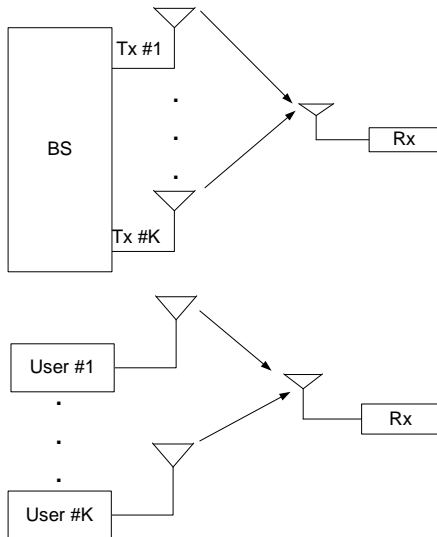 Tx #1
BS
Rx
Tx #K
User #1
Rx
User #K